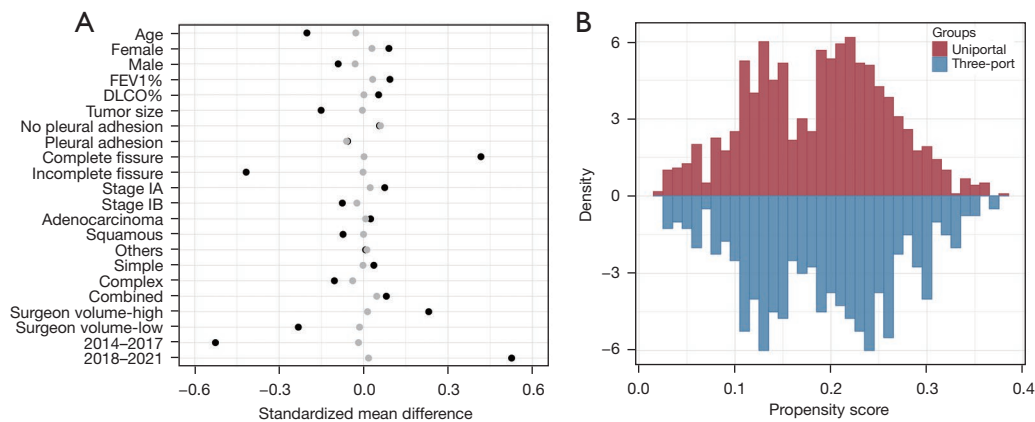 A
Age
Female
Male
FEV1%
DLCO%
Tumor size
No pleural adhesion
Pleural adhesion
Complete fissure
Incomplete fissure
Stage IA
Stage IB
Adenocarcinoma
Squamous
Others
Simple
Complex
Combined
Surgeon volume-high
Surgeon volume-low
2014–2017
2018–2021
−0.6 −0.3 0.0 0.3 0.6
Standardized mean difference
B
Groups
Uniportal
Three-port
6
3
0
−3
−6
Density
0.0 0.1 0.2 0.3 0.4
Propensity score